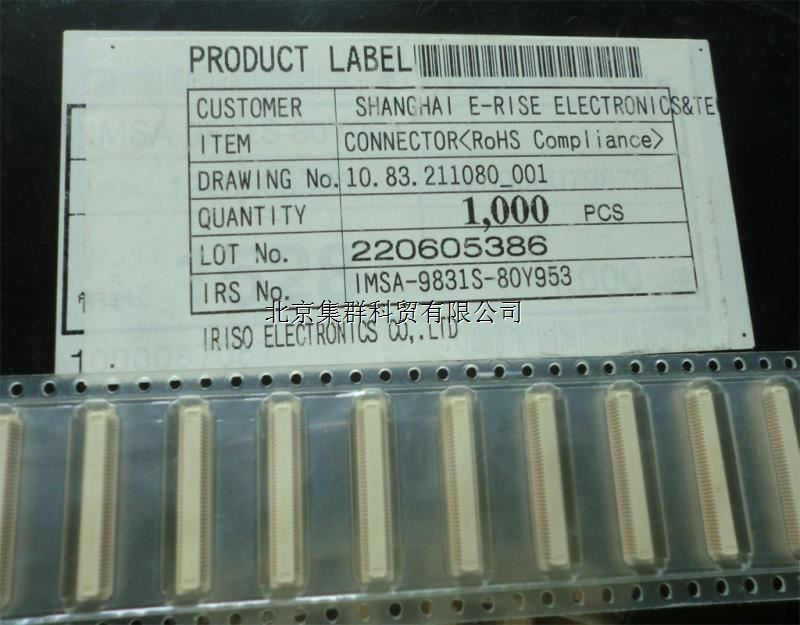 PRODUCT LABEL
CUSTOMER SHANGHAI E-RISE ELECTRONICS&TE
ITEM CONNECTOR<RoHS Compliance>
DRAWING No. 10.83.211080_001
QUANTITY 1,000 PCS
LOT No. 220605386
IRS No. IMSA-9831S-80Y953
北京集群科贸有限公司
IRISO ELECTRONICS CO,.LTD